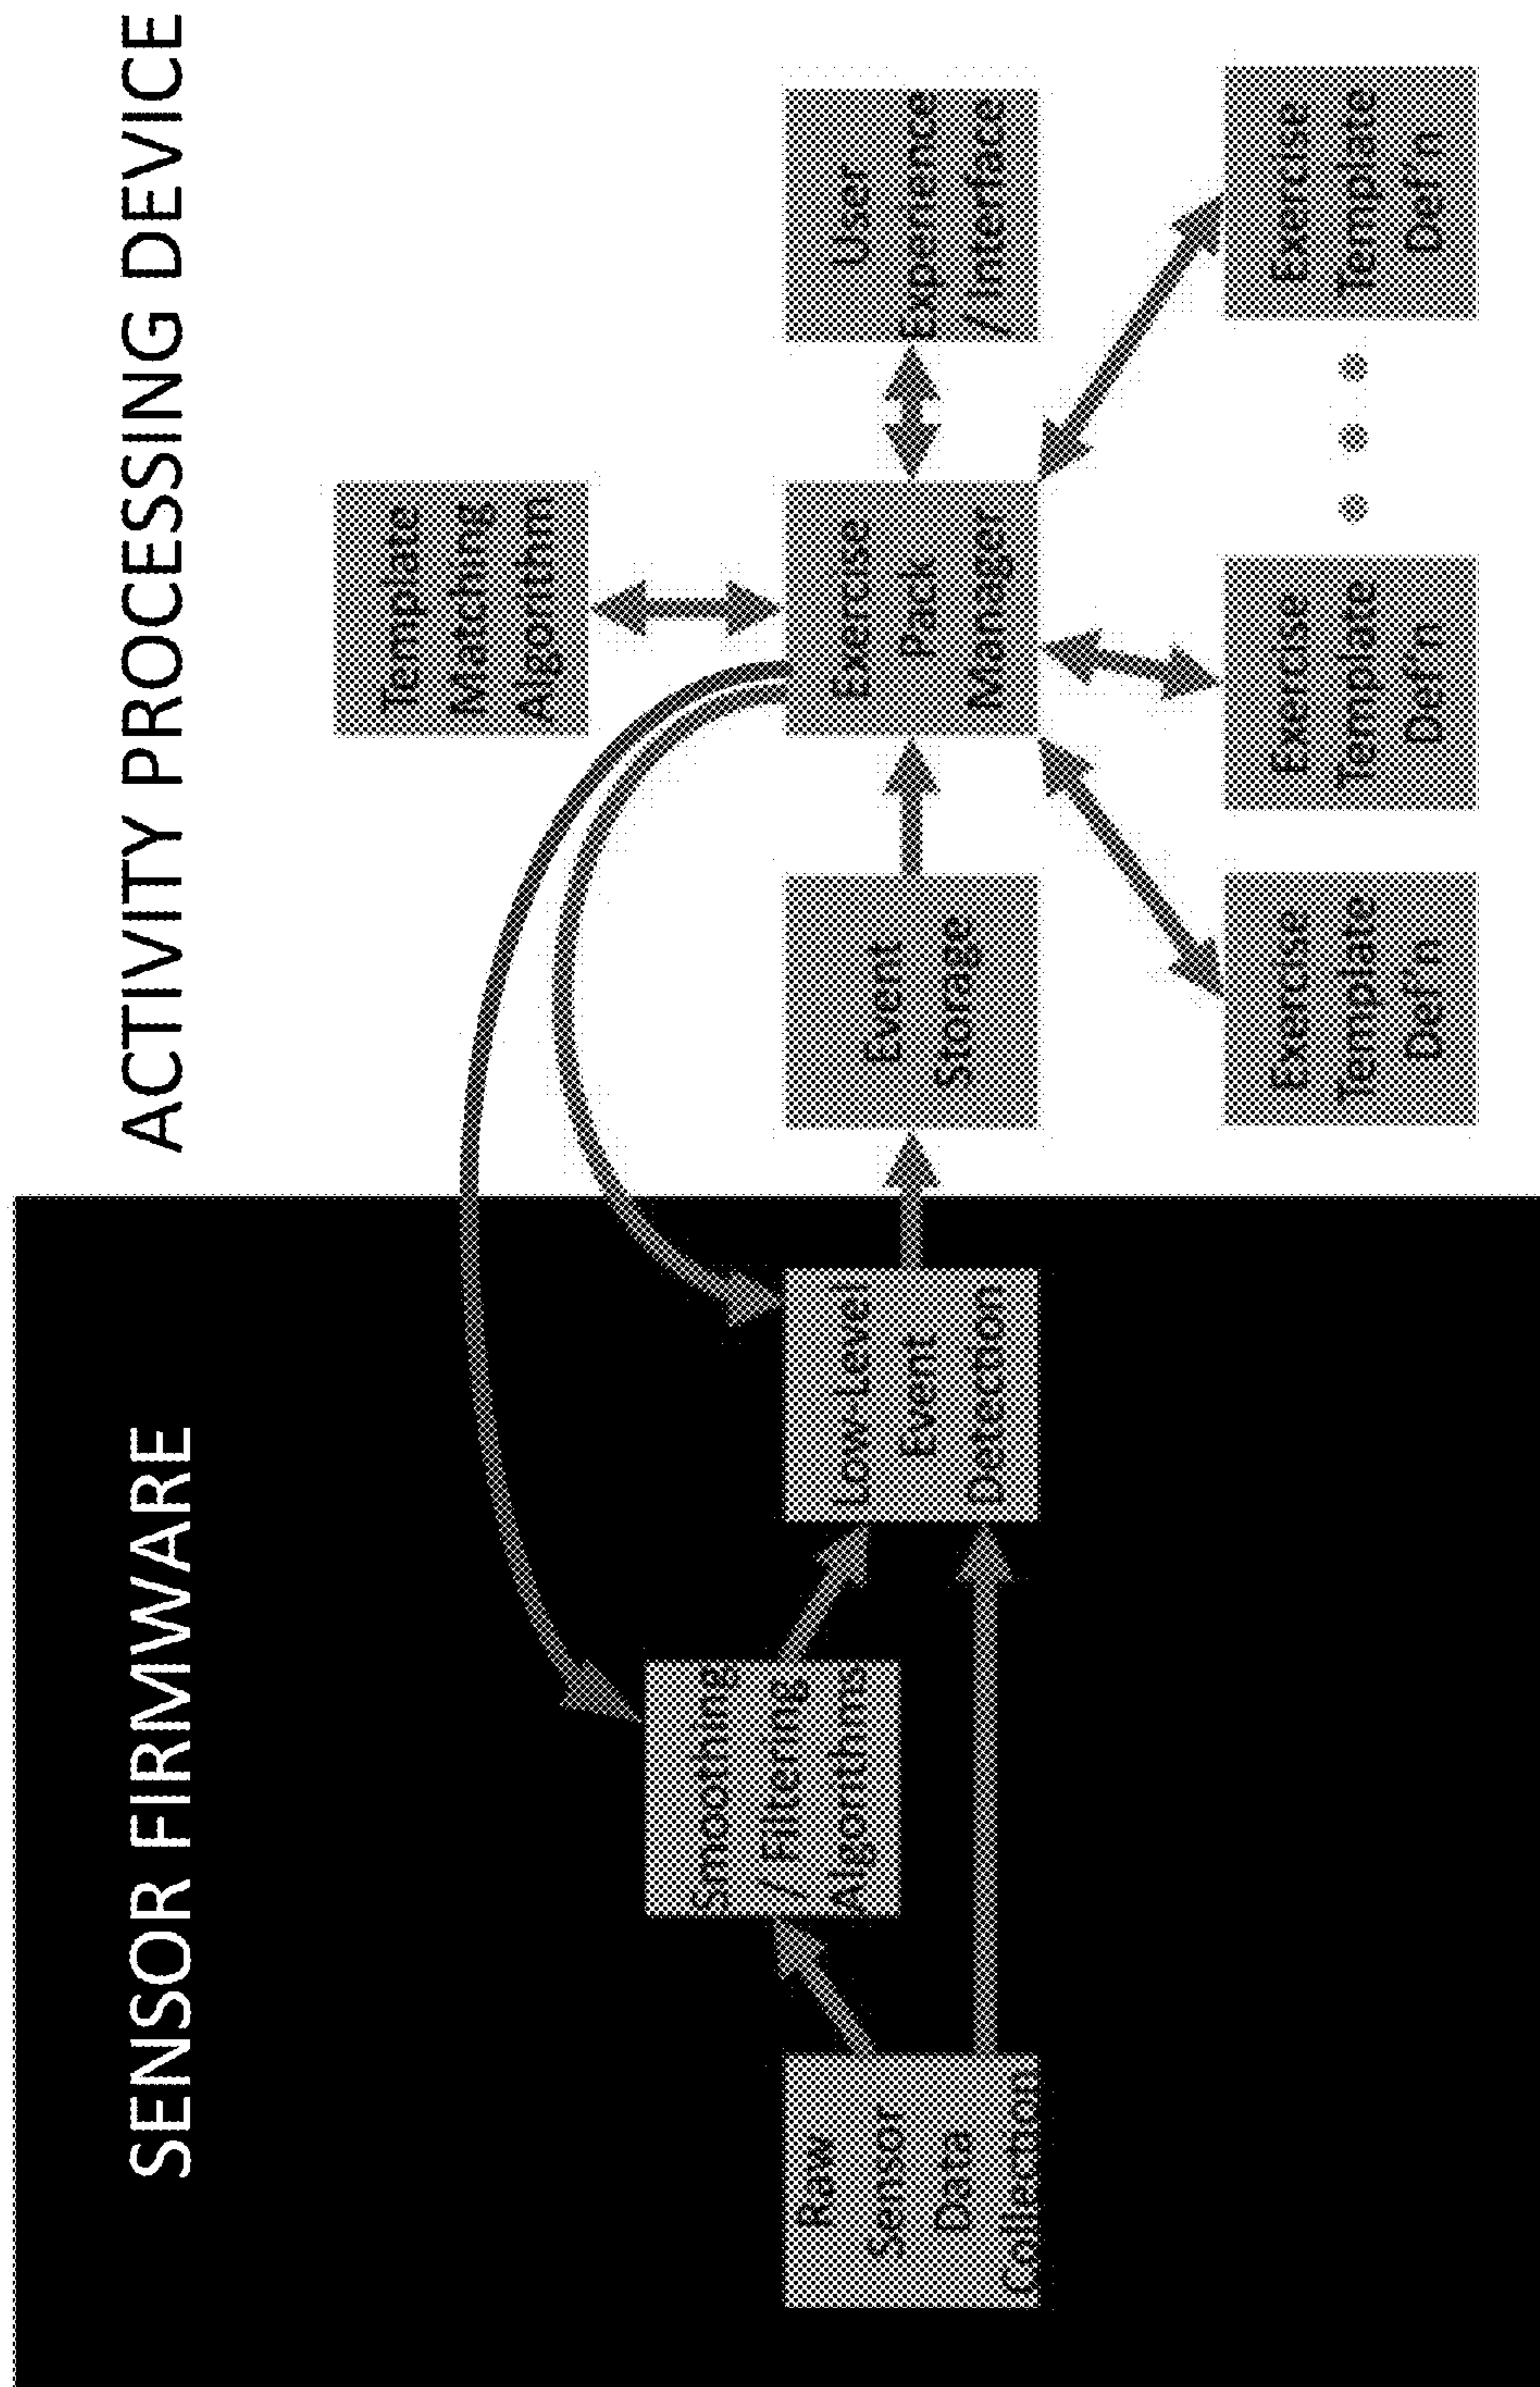 SENSOR FIRMWARE
ACTIVITY PROCESSING DEVICE
Raw
Sensor
Data
Collection
Smoothing
/ Filtering
Algorithms
Low-Level
Event
Detection
Event
Storage
Template
Matching
Algorithm
Exercise
Pack
Manager
User
Experience
/ Interface
Exercise
Template
Def'n
Exercise
Template
Def'n
Exercise
Template
Def'n